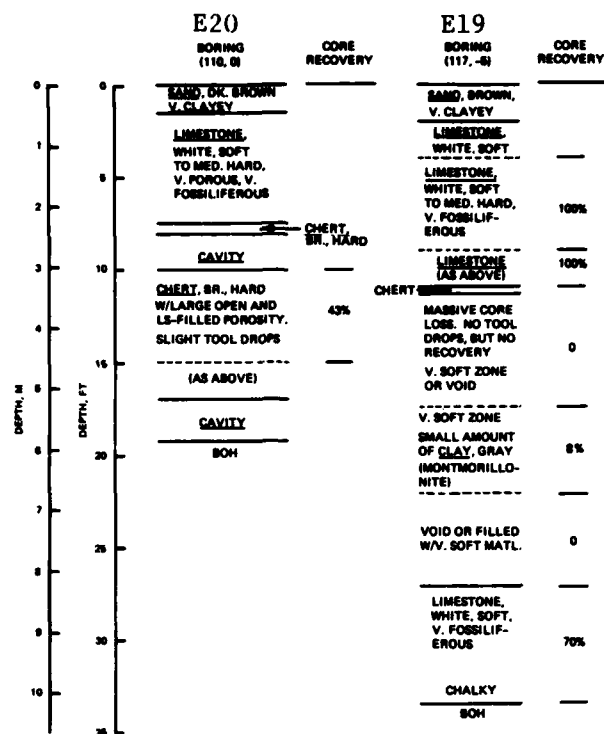 E20
BORING
(110, 0)
CORE
RECOVERY
SAND, DK. BROWN
V. CLAYEY
LIMESTONE,
WHITE, SOFT
TO MED. HARD,
V. POROUS, V.
FOSSILIFEROUS
CHERT,
BR., HARD
CAVITY
CHERT, BR., HARD
W/LARGE OPEN AND
LS-FILLED POROSITY.
SLIGHT TOOL DROPS
43%
(AS ABOVE)
CAVITY
BOH
E19
BORING
(117, -5)
CORE
RECOVERY
SAND, BROWN,
V. CLAYEY
LIMESTONE,
WHITE, SOFT
LIMESTONE,
WHITE, SOFT
TO MED. HARD,
V. FOSSILIF-
EROUS
100%
LIMESTONE
(AS ABOVE)
100%
CHERT
MASSIVE CORE
LOSS. NO TOOL
DROPS, BUT NO
RECOVERY
V. SOFT ZONE
OR VOID
0
V. SOFT ZONE
SMALL AMOUNT
OF CLAY, GRAY
(MONTMORILLO-
NITE)
8%
VOID OR FILLED
W/V. SOFT MATL.
0
LIMESTONE,
WHITE, SOFT,
V. FOSSILIF-
EROUS
70%
CHALKY
BOH
DEPTH, M
0
1
2
3
4
5
6
7
8
9
10
DEPTH, FT
0
5
10
15
20
25
30
35